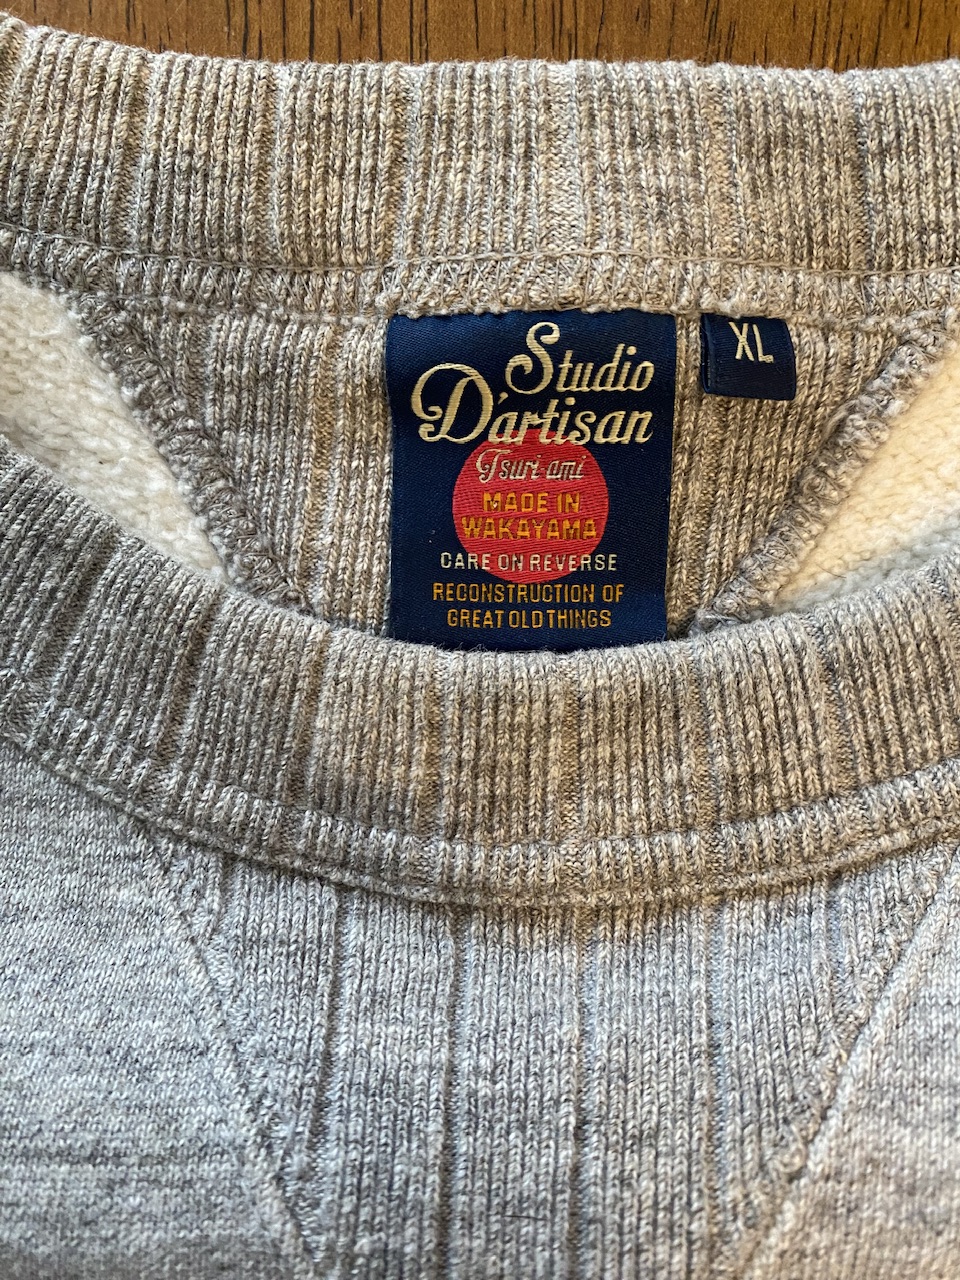 Studio
D'artisan
Tsuri ami
MADE IN
WAKAYAMA
CARE ON REVERSE
RECONSTRUCTION OF
GREAT OLD THINGS
XL